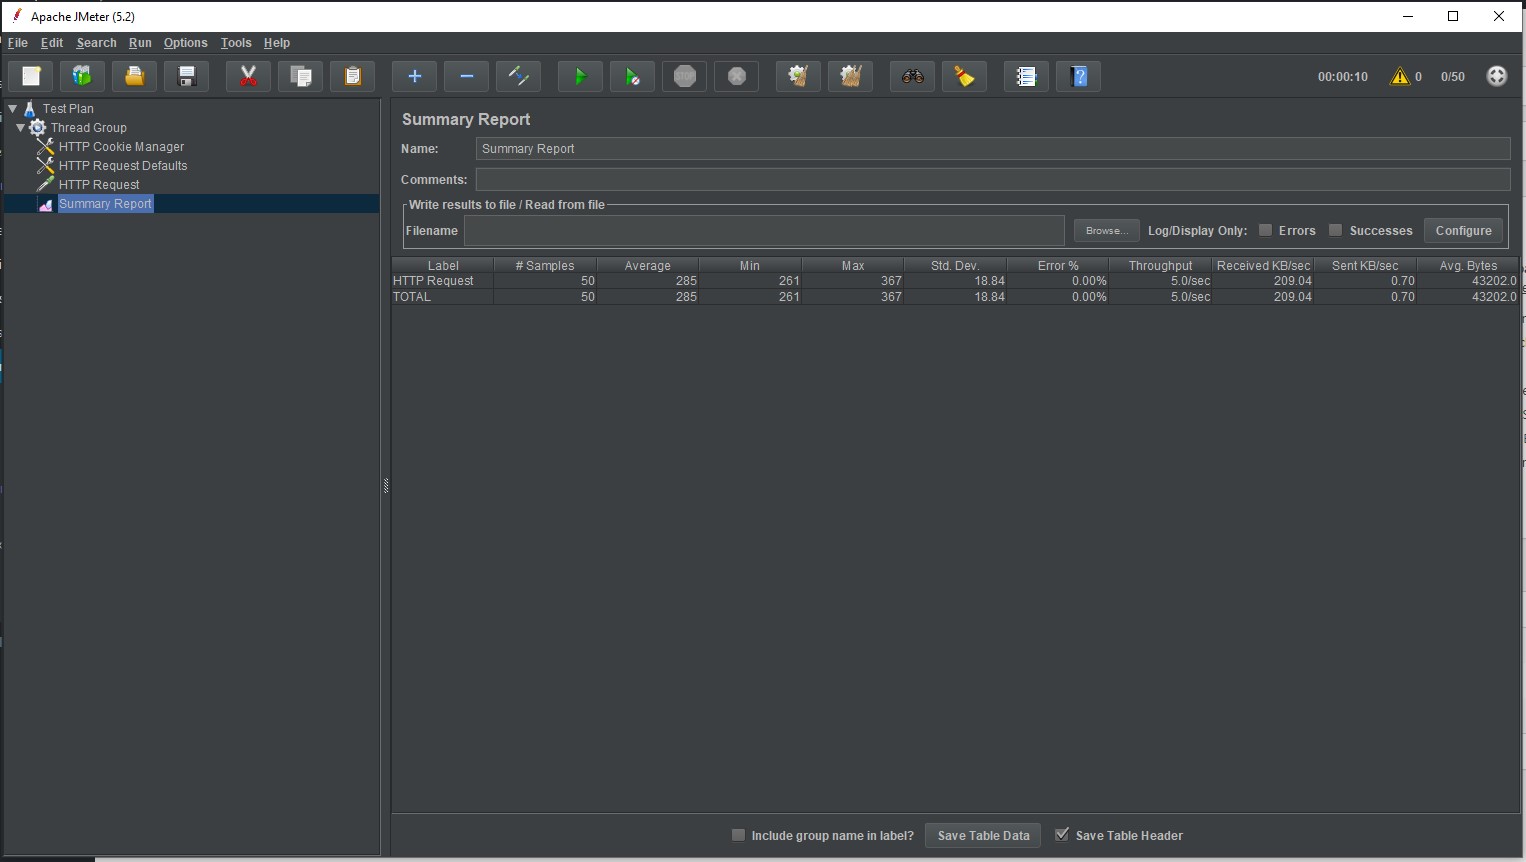 Apache JMeter (5.2)
File Edit Search Run Options Tools Help
STOP
00:00:10 0 0/50
Test Plan
Thread Group
HTTP Cookie Manager
HTTP Request Defaults
HTTP Request
Summary Report
Summary Report
Name: Summary Report
Comments:
Write results to file / Read from file
Filename Browse... Log/Display Only: Errors Successes Configure
Label # Samples Average Min Max Std. Dev. Error % Throughput Received KB/sec Sent KB/sec Avg. Bytes
HTTP Request 50 285 261 367 18.84 0.00% 5.0/sec 209.04 0.70 43202.0
TOTAL 50 285 261 367 18.84 0.00% 5.0/sec 209.04 0.70 43202.0
Include group name in label? Save Table Data Save Table Header